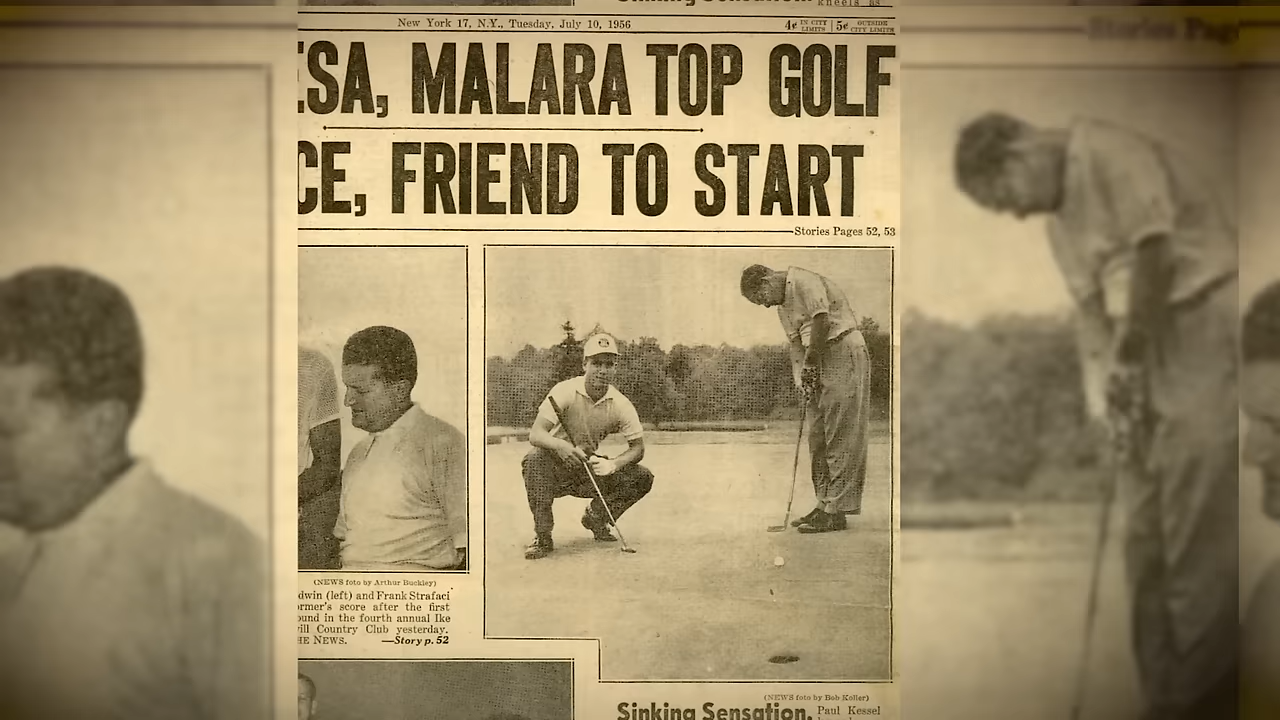 New York 17, N.Y., Tuesday, July 10, 1956
4¢ IN CITY LIMITS | 5¢ OUTSIDE CITY LIMITS
ESA, MALARA TOP GOLF
CE, FRIEND TO START
Stories Pages 52, 53
(NEWS foto by Arthur Buckley)
dwin (left) and Frank Strafaci
ormer's score after the first
ound in the fourth annual Ike
rill Country Club yesterday.
HE NEWS. —Story p. 52
(NEWS foto by Bob Koller)
Sinking Sensation. Paul Kessel